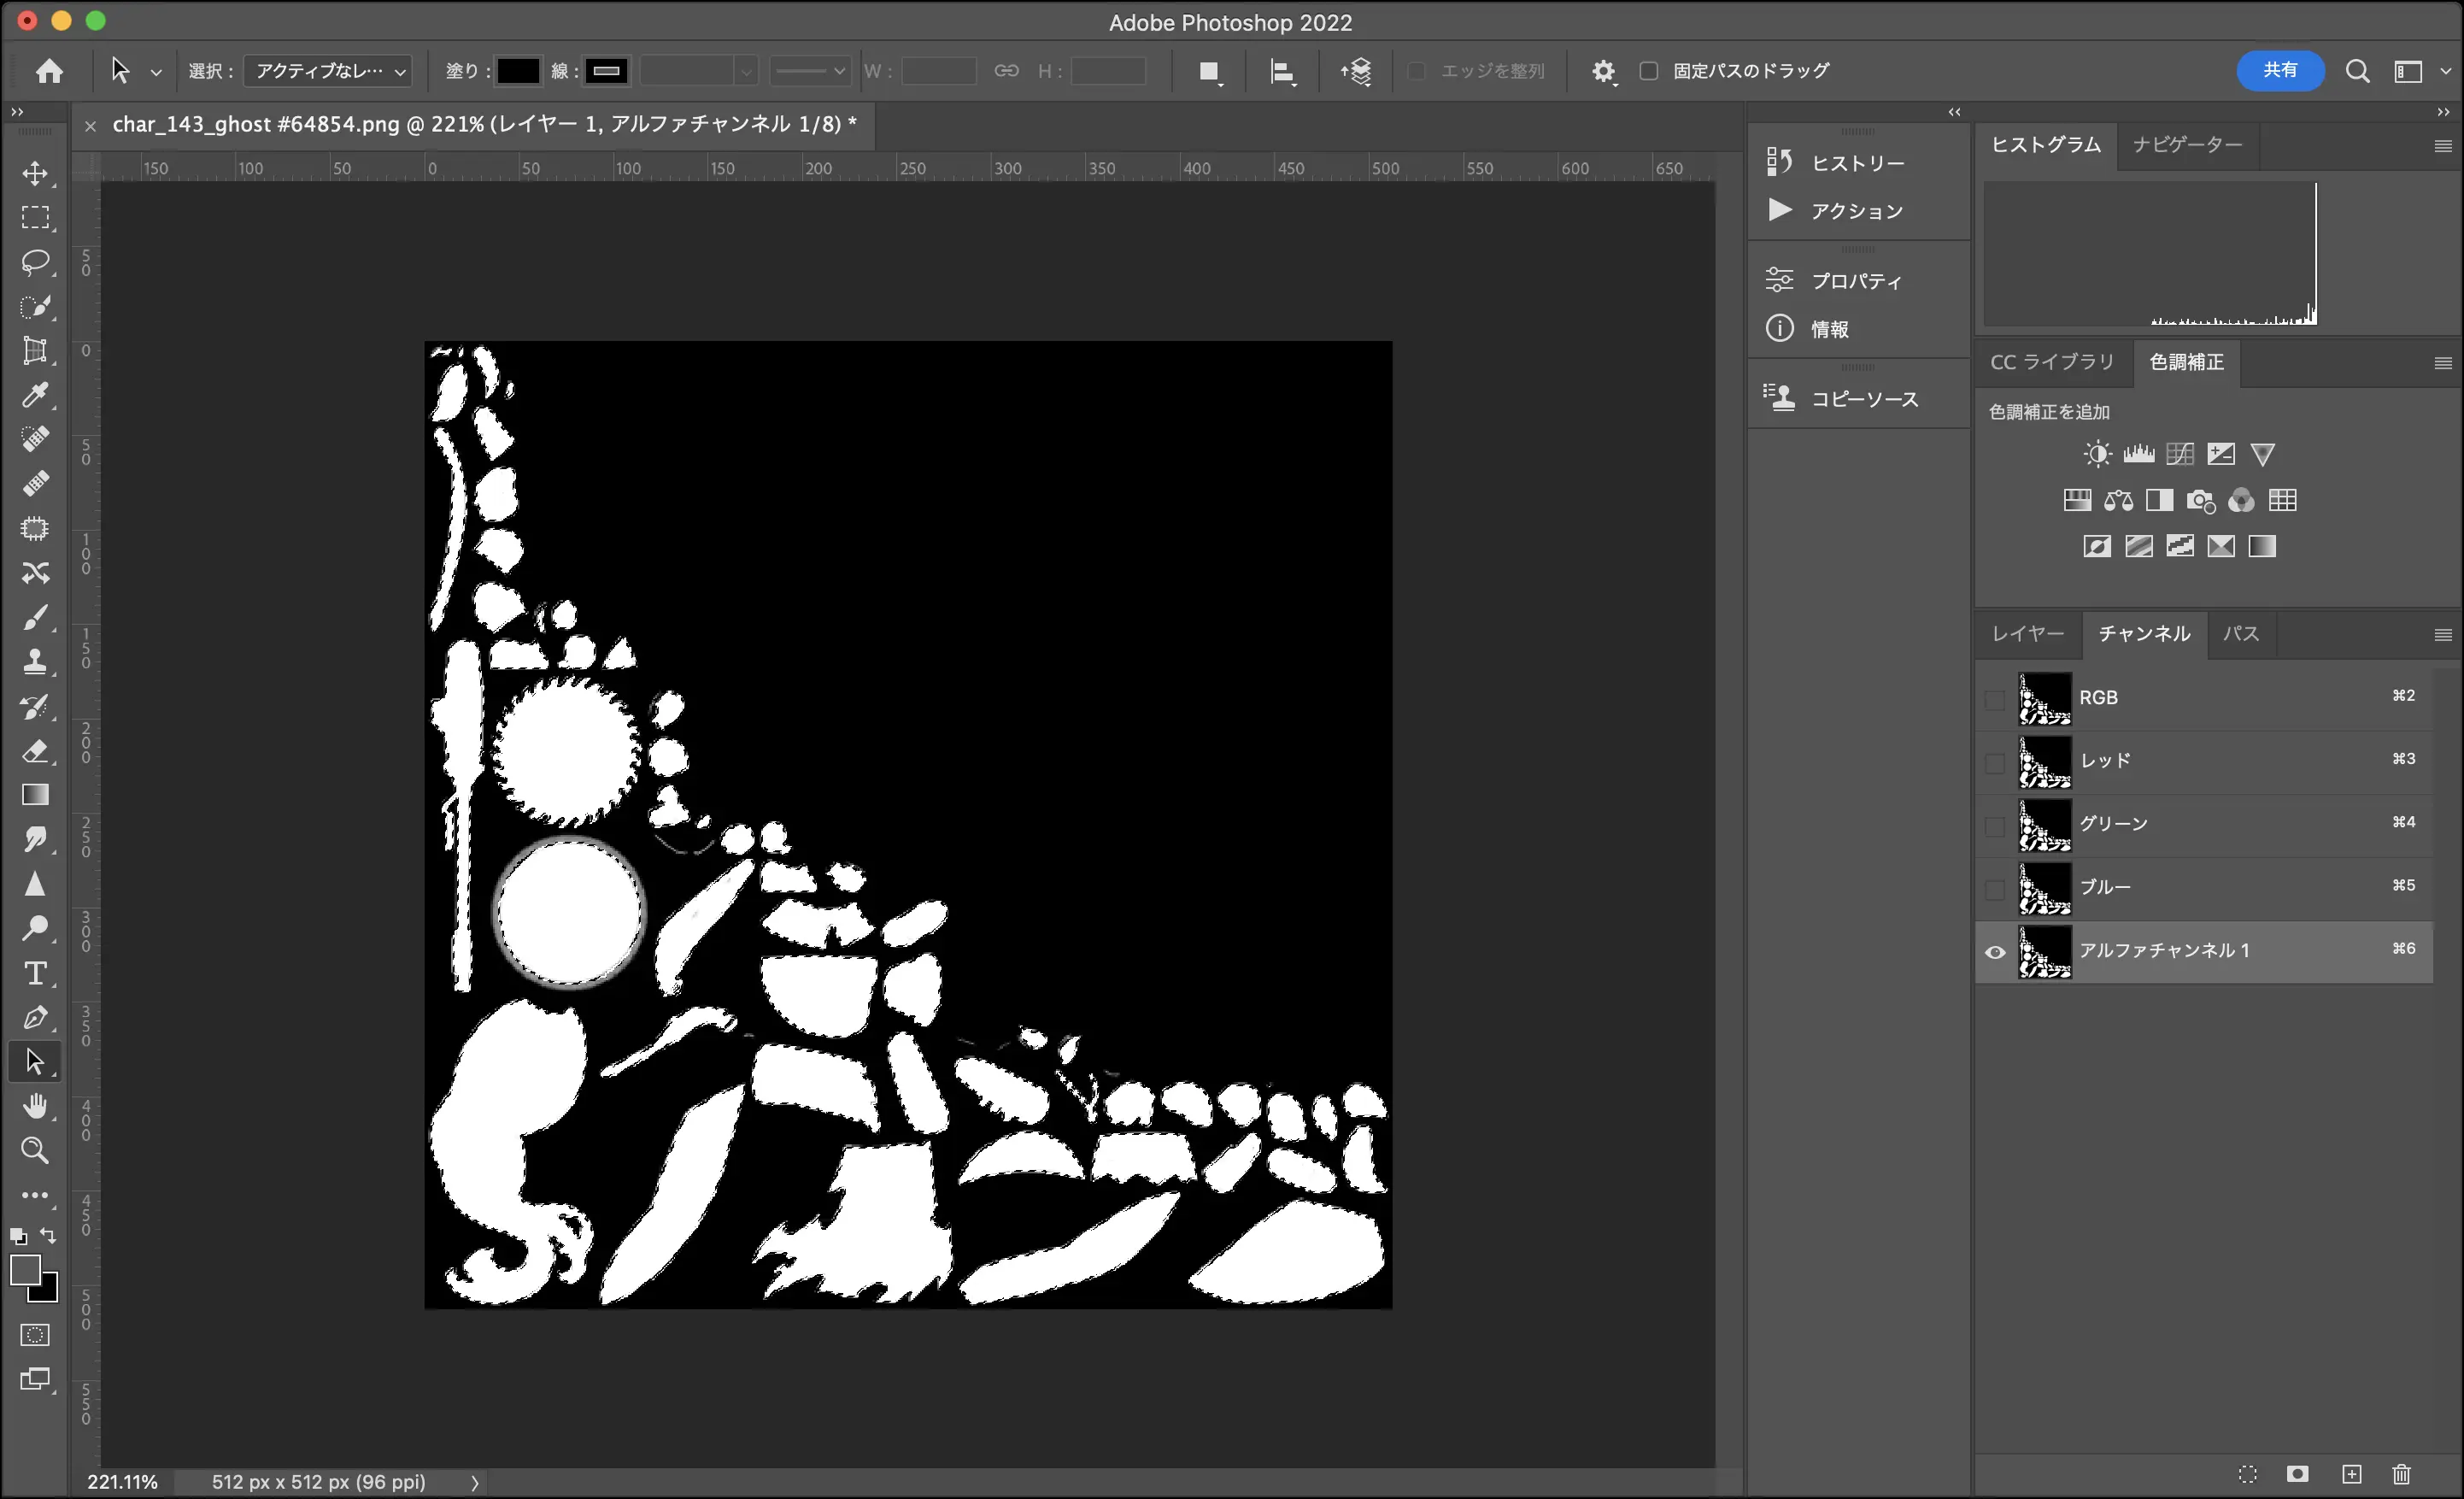 Adobe Photoshop 2022
選択 : アクティブなレ… 塗り : 線 : W : H : エッジを整列 固定パスのドラッグ 共有
char_143_ghost #64854.png @ 221% (レイヤー 1, アルファチャンネル 1/8) *
150 100 50 0 50 100 150 200 250 300 350 400 450 500 550 600 650
50
0
50
100
150
200
250
300
350
400
450
500
550
ヒストリー
アクション
プロパティ
情報
コピーソース
ヒストグラム ナビゲーター
CC ライブラリ 色調補正
色調補正を追加
レイヤー チャンネル パス
RGB ⌘2
レッド ⌘3
グリーン ⌘4
ブルー ⌘5
アルファチャンネル 1 ⌘6
221.11% 512 px x 512 px (96 ppi)